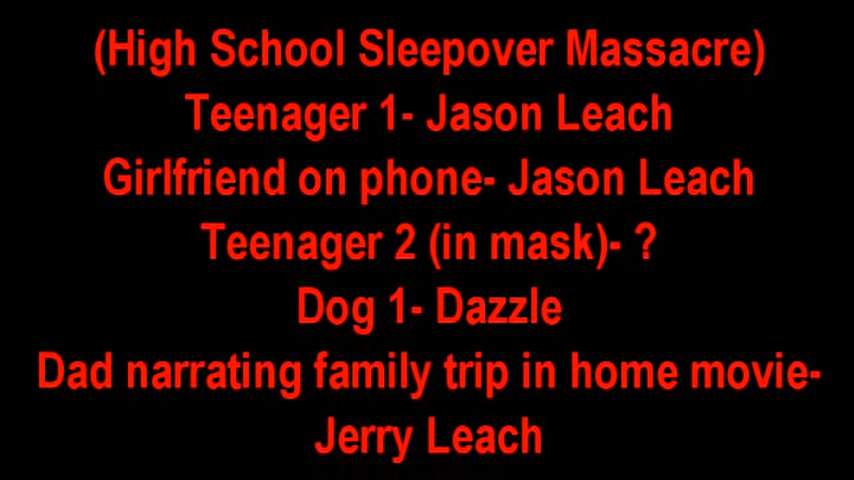 (High School Sleepover Massacre)
Teenager 1- Jason Leach
Girlfriend on phone- Jason Leach
Teenager 2 (in mask)- ?
Dog 1- Dazzle
Dad narrating family trip in home movie-
Jerry Leach